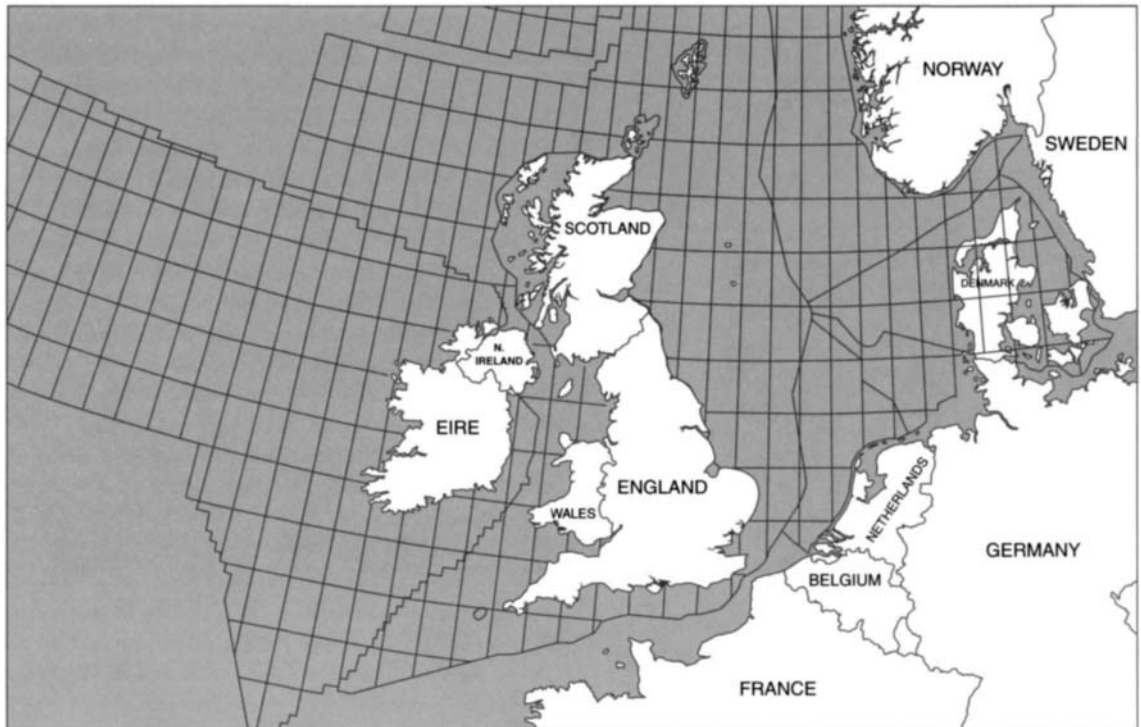 NORWAY
SWEDEN
SCOTLAND
DENMARK
N.
IRELAND
EIRE
ENGLAND
WALES
NETHERLANDS
GERMANY
BELGIUM
FRANCE